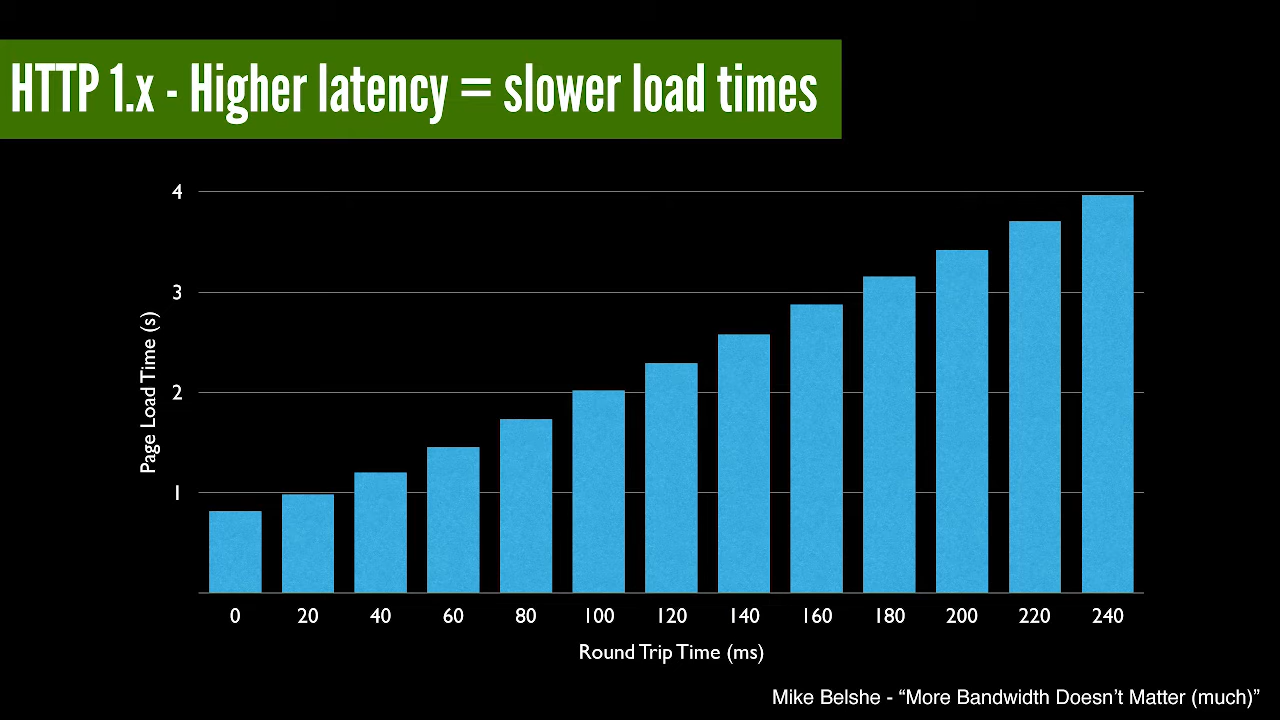 HTTP 1.x - Higher latency = slower load times
4
3
2
1
Page Load Time (s)
0 20 40 60 80 100 120 140 160 180 200 220 240
Round Trip Time (ms)
Mike Belshe - “More Bandwidth Doesn’t Matter (much)”